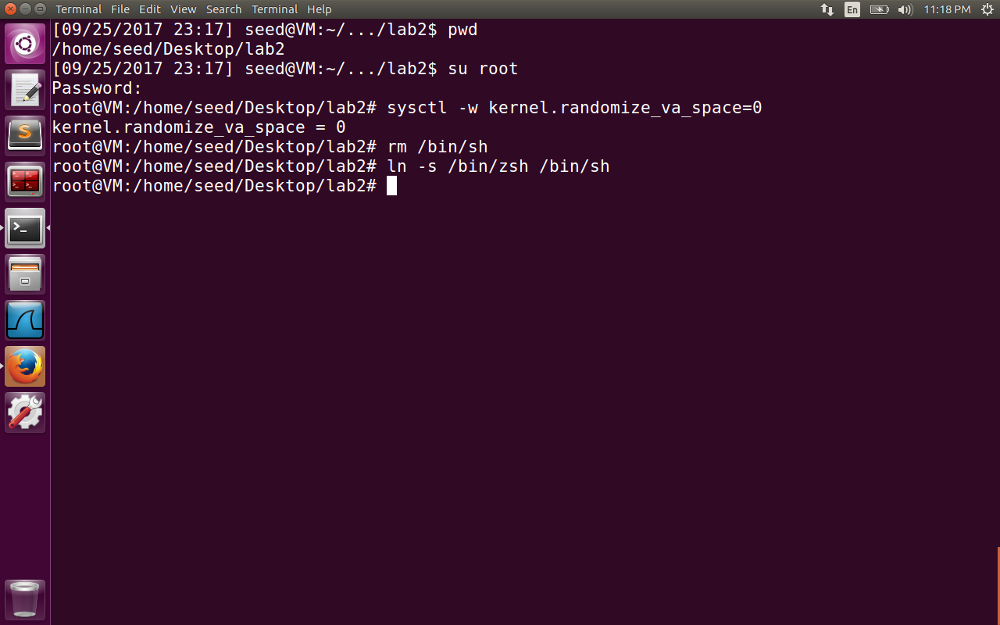 Terminal File Edit View Search Terminal Help En 11:18 PM
[09/25/2017 23:17] seed@VM:~/.../lab2$ pwd
/home/seed/Desktop/lab2
[09/25/2017 23:17] seed@VM:~/.../lab2$ su root
Password:
root@VM:/home/seed/Desktop/lab2# sysctl -w kernel.randomize_va_space=0
kernel.randomize_va_space = 0
root@VM:/home/seed/Desktop/lab2# rm /bin/sh
root@VM:/home/seed/Desktop/lab2# ln -s /bin/zsh /bin/sh
root@VM:/home/seed/Desktop/lab2#